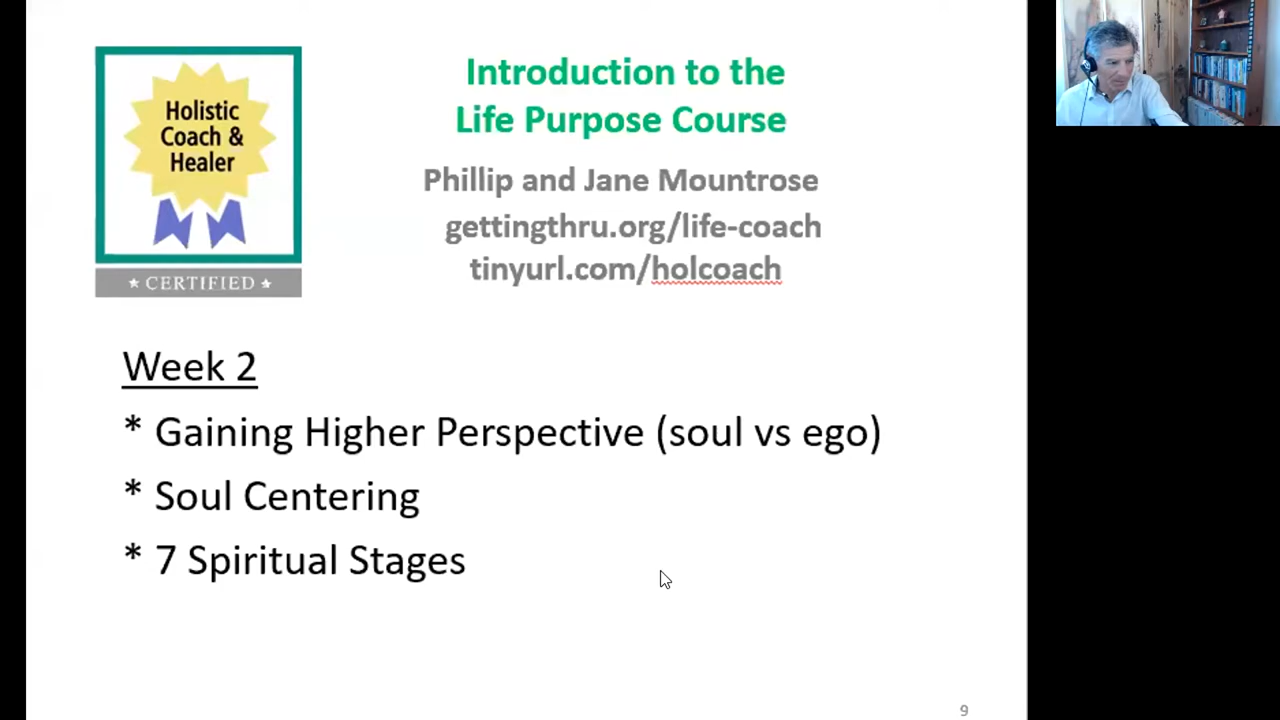 Holistic
Coach &
Healer
★ CERTIFIED ★
Introduction to the
Life Purpose Course
Phillip and Jane Mountrose
gettingthru.org/life-coach
tinyurl.com/holcoach
Week 2
* Gaining Higher Perspective (soul vs ego)
* Soul Centering
* 7 Spiritual Stages
9